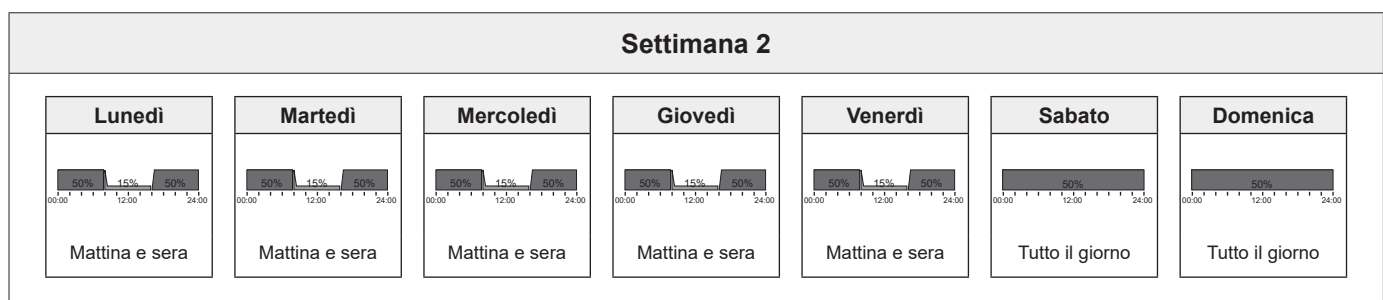 Settimana 2
Lunedì Martedì Mercoledì Giovedì Venerdì Sabato Domenica
50% 15% 50% 50% 15% 50% 50% 15% 50% 50% 15% 50% 50% 15% 50% 50% 50%
00:00 12:00 24:00 00:00 12:00 24:00 00:00 12:00 24:00 00:00 12:00 24:00 00:00 12:00 24:00 00:00 12:00 24:00 00:00 12:00 24:00
Mattina e sera Mattina e sera Mattina e sera Mattina e sera Mattina e sera Tutto il giorno Tutto il giorno